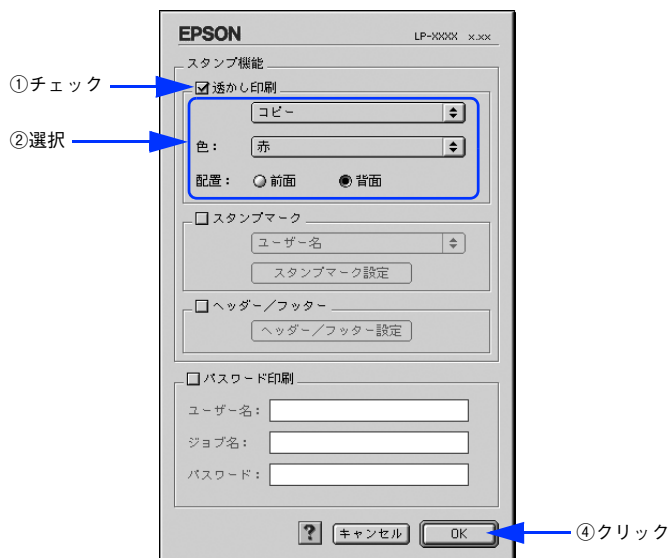 EPSON LP-XXXX x.xx
スタンプ機能
①チェック
透かし印刷
コピー
②選択
色： 赤
配置： 前面 背面
スタンプマーク
ユーザー名
スタンプマーク設定
ヘッダー／フッター
ヘッダー／フッター設定
パスワード印刷
ユーザー名：
ジョブ名：
パスワード：
? キャンセル OK
④クリック